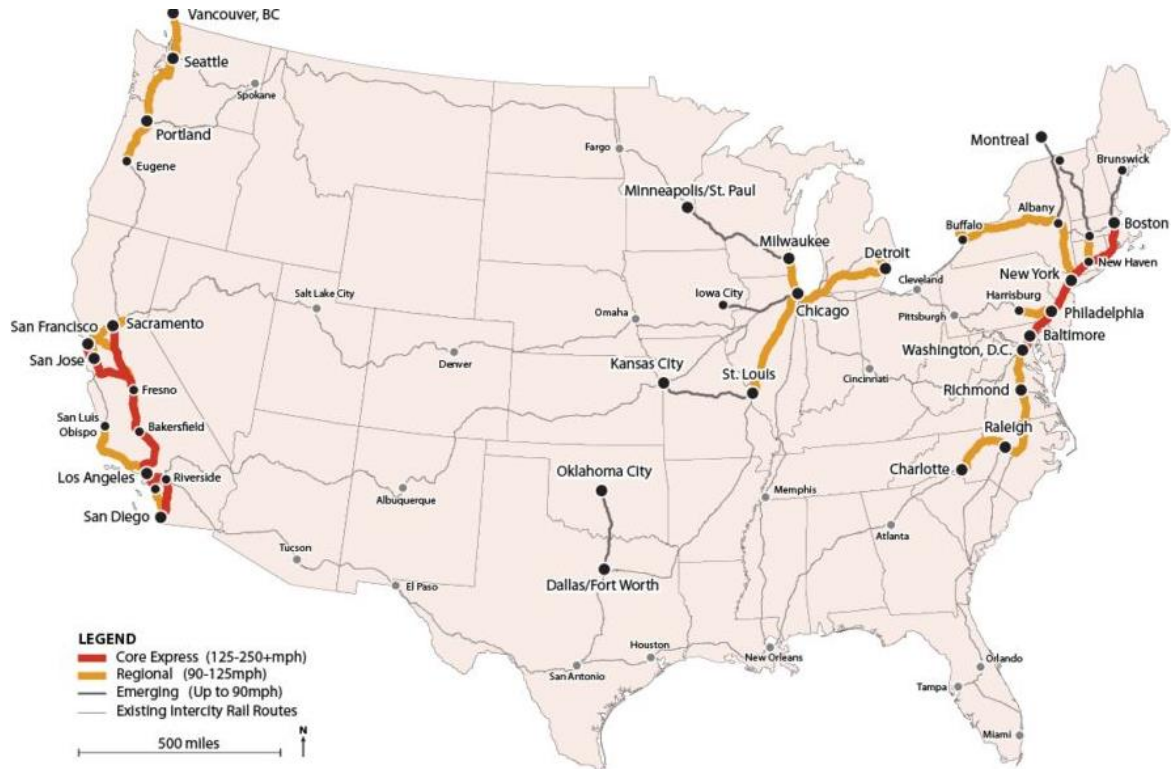 Vancouver, BC
Seattle
Spokane
Portland
Eugene
Fargo
Minneapolis/St. Paul
Montreal
Brunswick
Albany
Buffalo
Boston
Milwaukee
Detroit
New Haven
New York
Cleveland
Harrisburg
Iowa City
Chicago
Salt Lake City
Omaha
Pittsburgh
Philadelphia
San Francisco
Sacramento
Baltimore
San Jose
Denver
Washington, D.C.
Kansas City
St. Louis
Cincinnati
Fresno
Richmond
San Luis
Obispo
Bakersfield
Raleigh
Los Angeles
Riverside
Oklahoma City
Charlotte
Albuquerque
Memphis
San Diego
Atlanta
Tucson
El Paso
Dallas/Fort Worth
Houston
New Orleans
San Antonio
Orlando
Tampa
Miami
LEGEND
Core Express (125-250+mph)
Regional (90-125mph)
Emerging (Up to 90mph)
Existing Intercity Rail Routes
500 miles
N